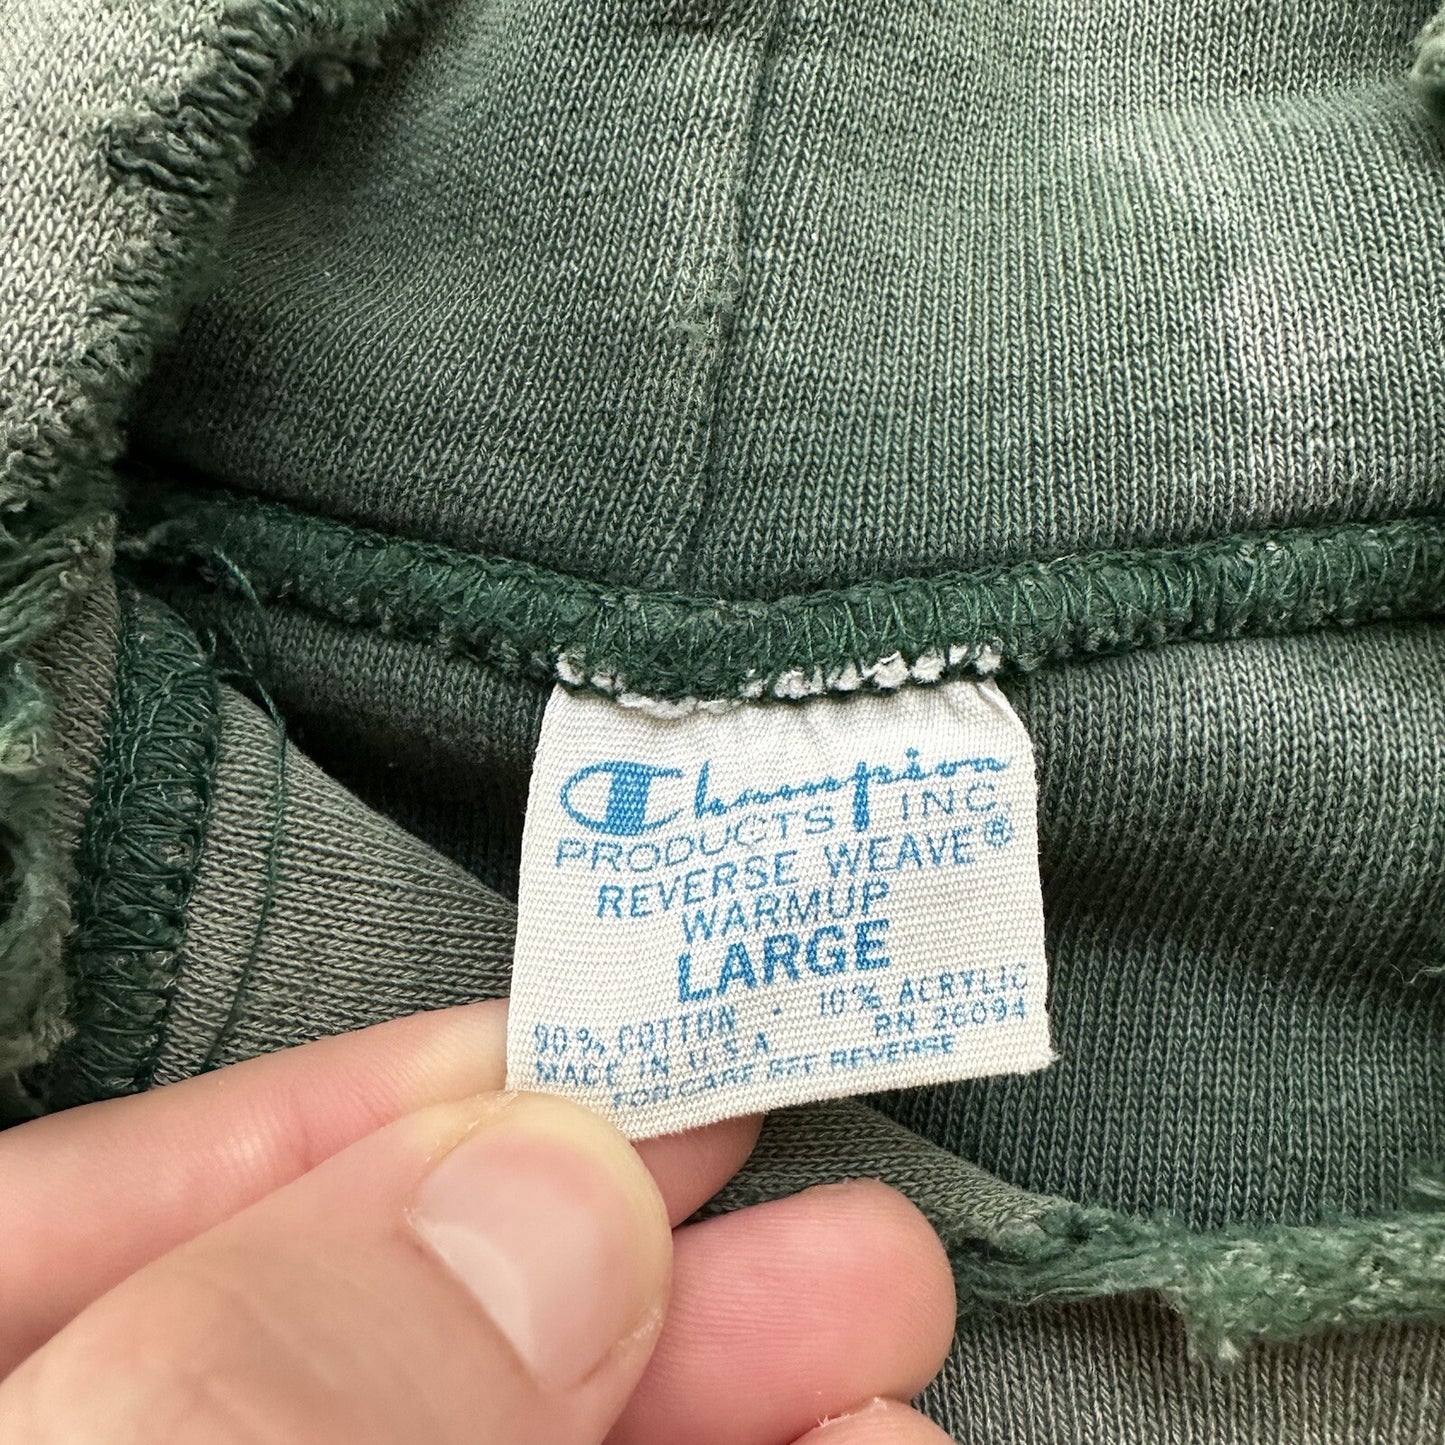 Champion
PRODUCTS INC.
REVERSE WEAVE®
WARMUP
LARGE
90% COTTON - 10% ACRYLIC
MADE IN U.S.A. RN 26094
FOR CARE SEE REVERSE